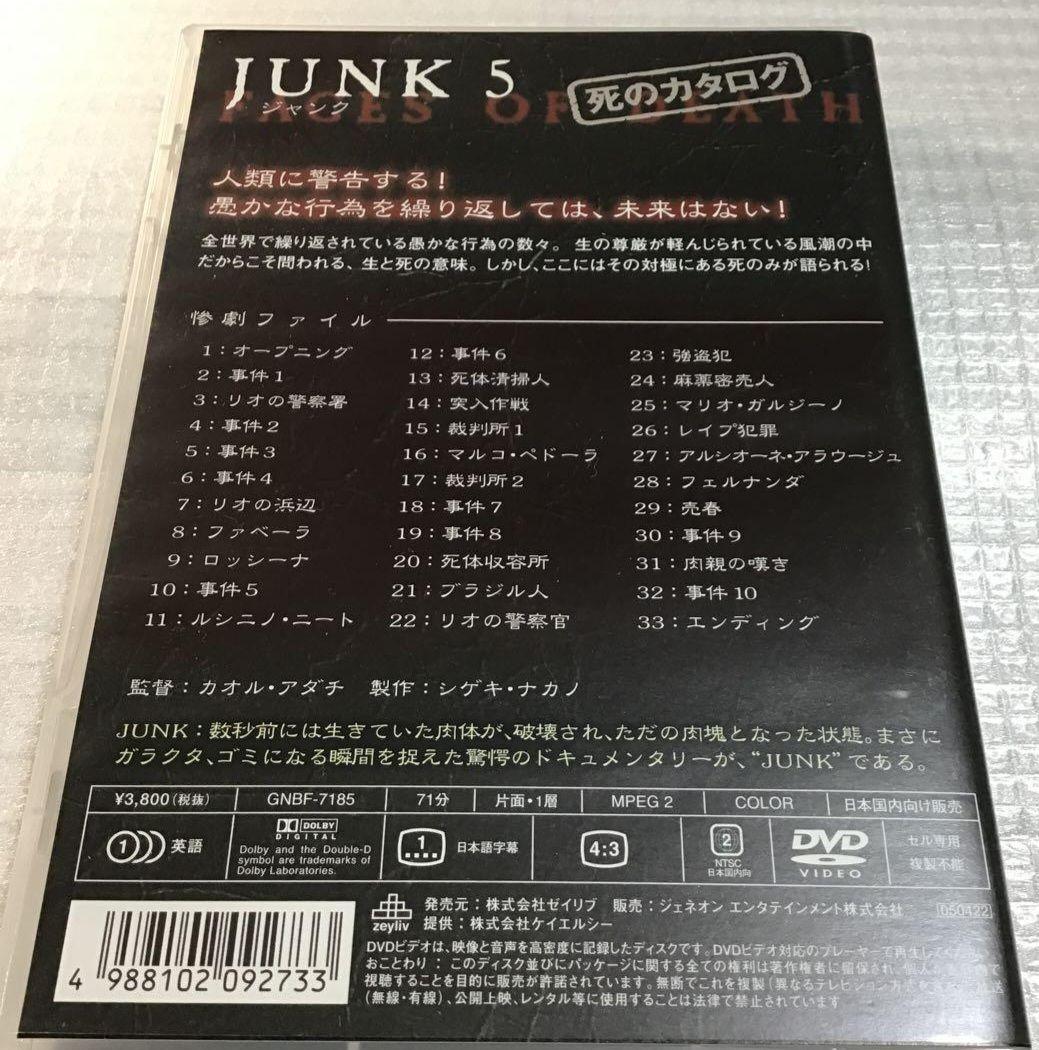 JUNK 5
ジャンク
FACES OF DEATH
死のカタログ
人類に警告する!
愚かな行為を繰り返しては、未来はない!
全世界で繰り返されている愚かな行為の数々。 生の尊厳が軽んじられている風潮の中
だからこそ問われる、生と死の意味。しかし、ここにはその対極にある死のみが語られる!
惨劇ファイル
1:オープニング
2:事件1
3:リオの警察署
4:事件2
5:事件3
6:事件4
7:リオの浜辺
8:ファベーラ
9:ロッシーナ
10:事件5
11:ルシニノ・ニート
12:事件6
13:死体清掃人
14:突入作戦
15:裁判所1
16:マルコ・ペドーラ
17:裁判所2
18:事件7
19:事件8
20:死体収容所
21:ブラジル人
22:リオの警察官
23:強盗犯
24:麻薬密売人
25:マリオ・ガルジーノ
26:レイプ犯罪
27:アルシオーネ・アラウージュ
28:フェルナンダ
29:売春
30:事件9
31:肉親の嘆き
32:事件10
33:エンディング
監督:カオル・アダチ 製作:シゲキ・ナカノ
JUNK:数秒前には生きていた肉体が、破壊され、ただの肉塊となった状態。まさに
ガラクタ、ゴミになる瞬間を捉えた驚愕のドキュメンタリーが、“JUNK”である。
¥3,800(税抜) GNBF-7185 71分 片面・1層 MPEG 2 COLOR 日本国内向け販売
1 英語
DOLBY
DIGITAL
Dolby and the Double-D
symbol are trademarks of
Dolby Laboratories.
1 日本語字幕
4:3
2
NTSC
日本国内向
DVD
VIDEO
セル専用
複製不能
zeyliv
発売元:株式会社ゼイリブ 販売:ジェネオン エンタテインメント株式会社 050422
提供:株式会社ケイエルシー
DVDビデオは、映像と音声を高密度に記録したディスクです。DVDビデオ対応のプレーヤーで再生し
おことわり:このディスク並びにパッケージに関する全ての権利は著作権者に留保され
視聴することを目的に販売が許諾されています。無断でこれを複製(異なるテレビジョン方式を
(無線・有線)、公開上映、レンタル等に使用することは法律で禁止されています
4 988102 092733